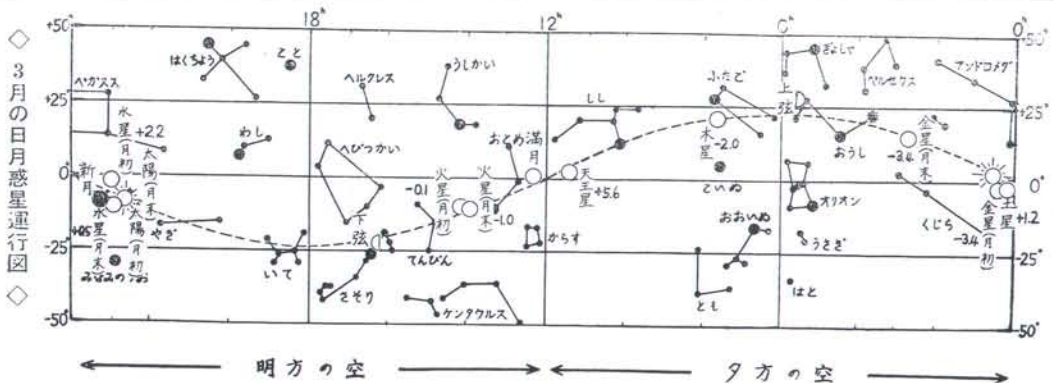 ◇ 3月の日月惑星運行図 ◇
18h
12h
0h
0h
+50°
+25
0°
-25
-50°
+50°
+25°
0°
-25°
-50°
ペガスス
はくちょう
こと
ヘルクレス
うしかい
しし
ふたご
上弦
ぎょしゃ
ペルセウス
アンドロメダ
水星(月初)
+2.2
太陽(月末)
新月
わし
へびつかい
おとめ
満月
天王星
+5.6
木星
-2.0
こいぬ
おうし
金星(月末)
-3.4
水星(月末)
太陽(月初)
やぎ
下弦
-0.1
火星(月初)
火星(月末)
-1.0
オリオン
くじら
-3.4
金星(月初)
土星
+1.2
いて
てんびん
からす
おおいぬ
うさぎ
さそり
ケンタウルス
とも
はと
明方の空
夕方の空